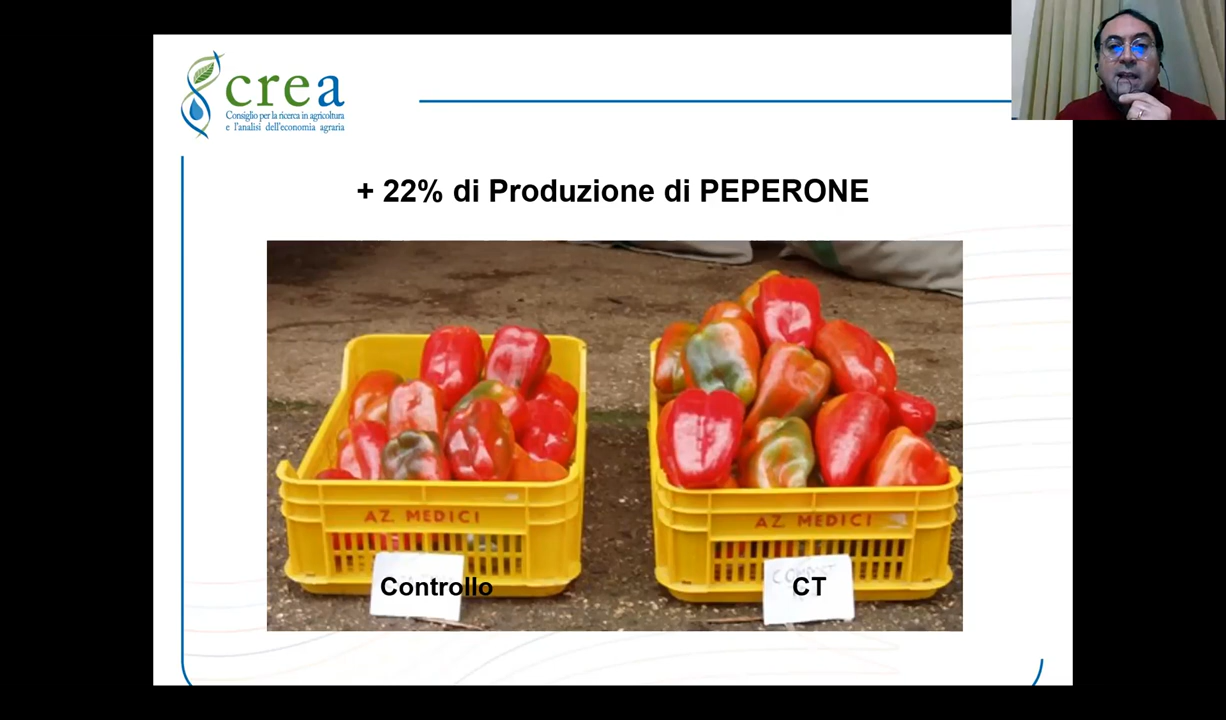 crea
Consiglio per la ricerca in agricoltura
e l'analisi dell'economia agraria
+ 22% di Produzione di PEPERONE
AZ. MEDICI
AZ. MEDICI
Controllo
CT